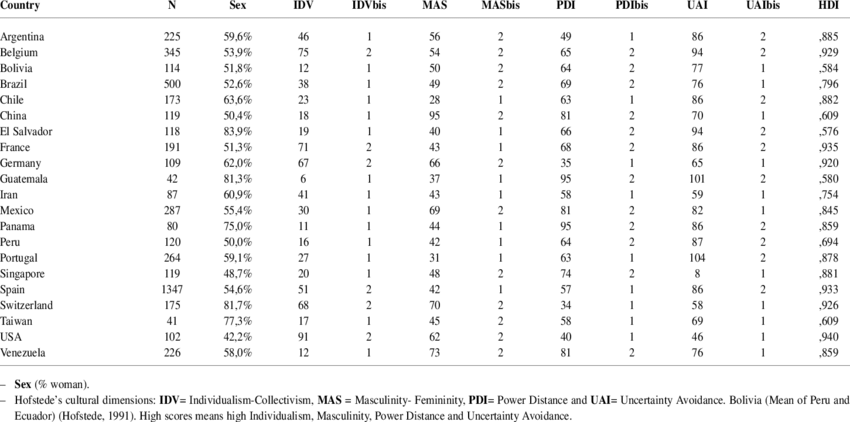 Country N Sex IDV IDVbis MAS MASbis PDI PDIbis UAI UAIbis HDI
Argentina 225 59,6% 46 1 56 2 49 1 86 2 ,885
Belgium 345 53,9% 75 2 54 2 65 2 94 2 ,929
Bolivia 114 51,8% 12 1 50 2 64 2 77 1 ,584
Brazil 500 52,6% 38 1 49 2 69 2 76 1 ,796
Chile 173 63,6% 23 1 28 1 63 1 86 2 ,882
China 119 50,4% 18 1 95 2 81 2 70 1 ,609
El Salvador 118 83,9% 19 1 40 1 66 2 94 2 ,576
France 191 51,3% 71 2 43 1 68 2 86 2 ,935
Germany 109 62,0% 67 2 66 2 35 1 65 1 ,920
Guatemala 42 81,3% 6 1 37 1 95 2 101 2 ,580
Iran 87 60,9% 41 1 43 1 58 1 59 1 ,754
Mexico 287 55,4% 30 1 69 2 81 2 82 1 ,845
Panama 80 75,0% 11 1 44 1 95 2 86 2 ,859
Peru 120 50,0% 16 1 42 1 64 2 87 2 ,694
Portugal 264 59,1% 27 1 31 1 63 1 104 2 ,878
Singapore 119 48,7% 20 1 48 2 74 2 8 1 ,881
Spain 1347 54,6% 51 2 42 1 57 1 86 2 ,933
Switzerland 175 81,7% 68 2 70 2 34 1 58 1 ,926
Taiwan 41 77,3% 17 1 45 2 58 1 69 1 ,609
USA 102 42,2% 91 2 62 2 40 1 46 1 ,940
Venezuela 226 58,0% 12 1 73 2 81 2 76 1 ,859
– Sex (% woman).
– Hofstede's cultural dimensions: IDV= Individualism-Collectivism, MAS = Masculinity- Femininity, PDI= Power Distance and UAI= Uncertainty Avoidance. Bolivia (Mean of Peru and
Ecuador) (Hofstede, 1991). High scores means high Individualism, Masculinity, Power Distance and Uncertainty Avoidance.